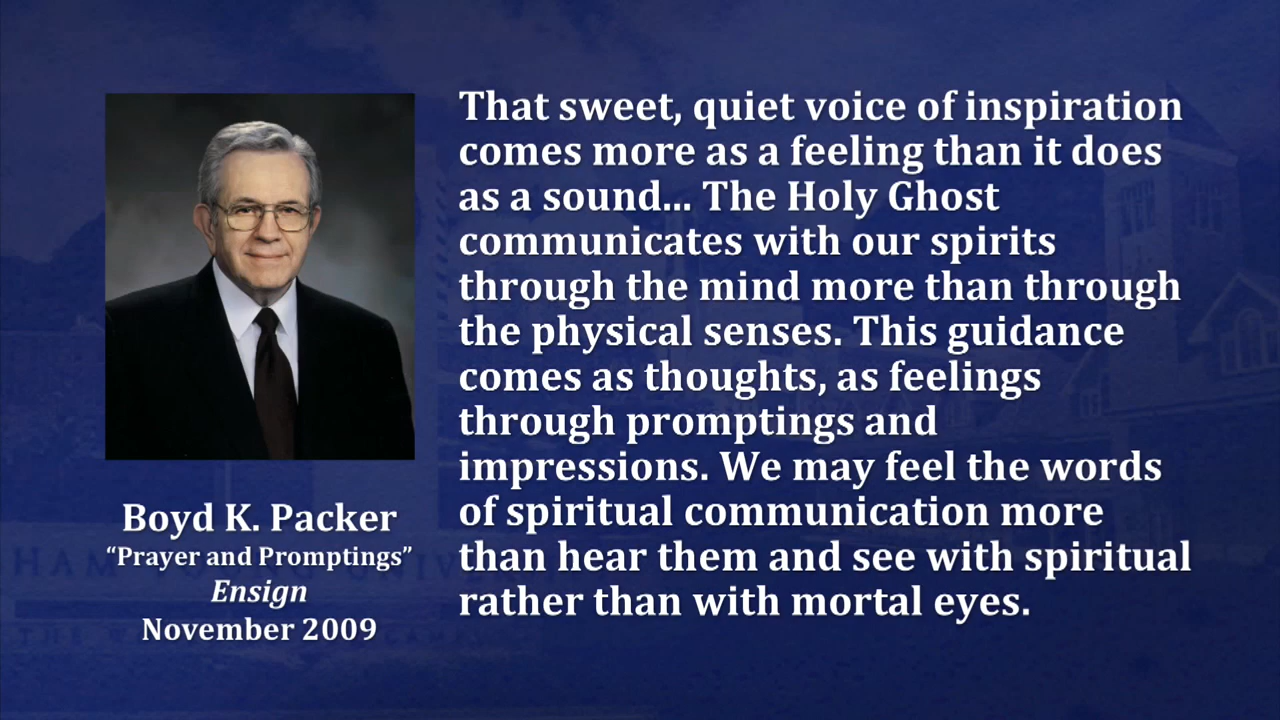 That sweet, quiet voice of inspiration
comes more as a feeling than it does
as a sound... The Holy Ghost
communicates with our spirits
through the mind more than through
the physical senses. This guidance
comes as thoughts, as feelings
through promptings and
impressions. We may feel the words
of spiritual communication more
than hear them and see with spiritual
rather than with mortal eyes.
Boyd K. Packer
“Prayer and Promptings”
Ensign
November 2009